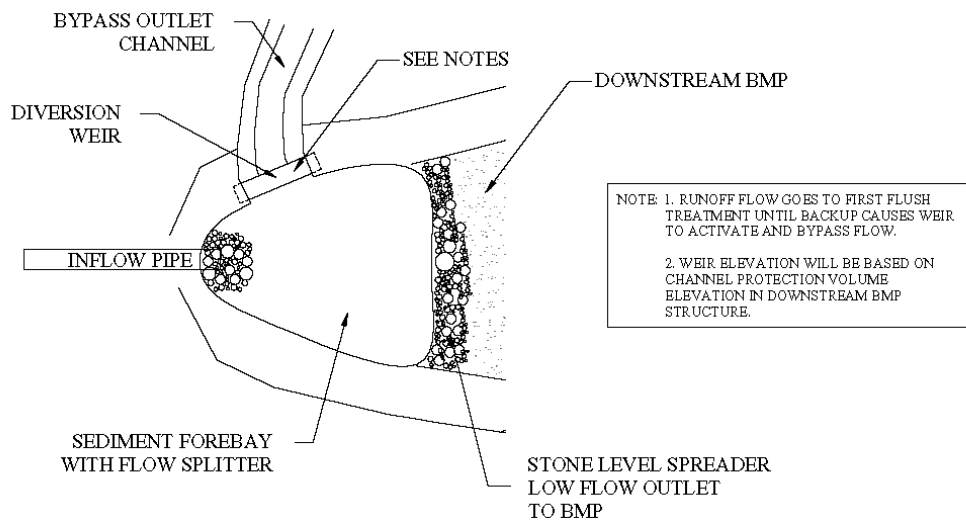 BYPASS OUTLET
CHANNEL
SEE NOTES
DOWNSTREAM BMP
DIVERSION
WEIR
NOTE: 1. RUNOFF FLOW GOES TO FIRST FLUSH
TREATMENT UNTIL BACKUP CAUSES WEIR
TO ACTIVATE AND BYPASS FLOW.
2. WEIR ELEVATION WILL BE BASED ON
CHANNEL PROTECTION VOLUME
ELEVATION IN DOWNSTREAM BMP
STRUCTURE.
INFLOW PIPE
SEDIMENT FOREBAY
WITH FLOW SPLITTER
STONE LEVEL SPREADER
LOW FLOW OUTLET
TO BMP